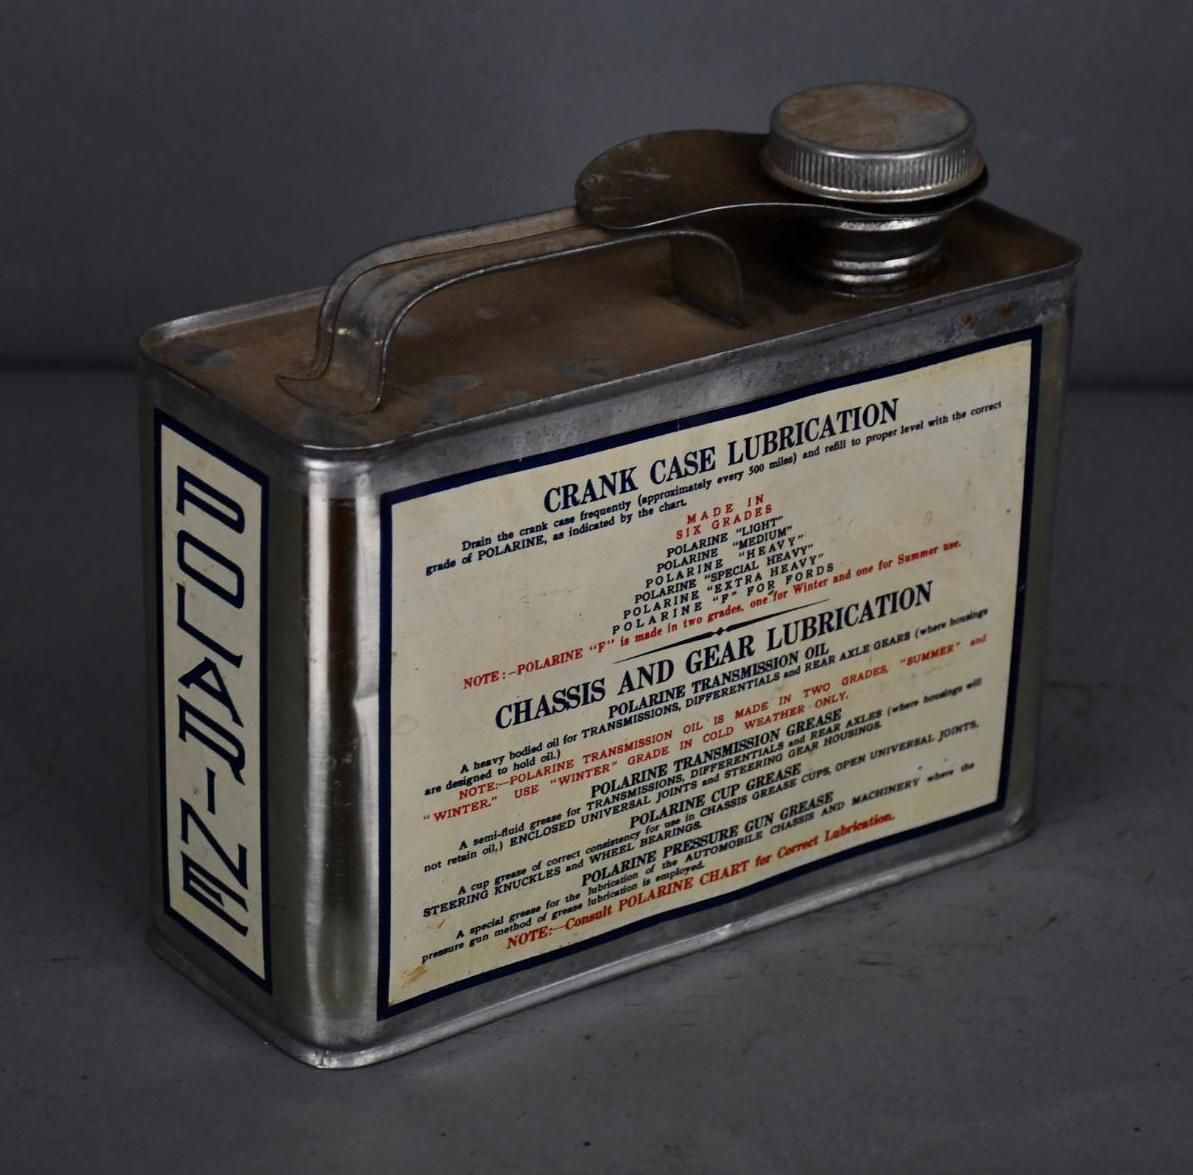 POLARINE
CRANK CASE LUBRICATION
Drain the crank case frequently (approximately every 500 miles) and refill to proper level with the correct
grade of POLARINE, as indicated by the chart.
MADE IN
SIX GRADES
POLARINE "LIGHT"
POLARINE "MEDIUM"
POLARINE "HEAVY"
POLARINE "SPECIAL HEAVY"
POLARINE "EXTRA HEAVY"
POLARINE "F" FOR FORDS
NOTE:—POLARINE "F" is made in two grades, one for Winter and one for Summer use.
CHASSIS AND GEAR LUBRICATION
POLARINE TRANSMISSION OIL
A heavy bodied oil for TRANSMISSIONS, DIFFERENTIALS and REAR AXLE GEARS (where housings
are designed to hold oil.)
NOTE:—POLARINE TRANSMISSION OIL IS MADE IN TWO GRADES, "SUMMER" and
"WINTER." USE "WINTER" GRADE IN COLD WEATHER ONLY.
POLARINE TRANSMISSION GREASE
A semi-fluid grease for TRANSMISSIONS, DIFFERENTIALS and REAR AXLES (where housings will
not retain oil,) ENCLOSED UNIVERSAL JOINTS and STEERING GEAR HOUSINGS.
POLARINE CUP GREASE
A cup grease of correct consistency for use in CHASSIS GREASE CUPS, OPEN UNIVERSAL JOINTS,
STEERING KNUCKLES and WHEEL BEARINGS.
POLARINE PRESSURE GUN GREASE
A special grease for the lubrication of the AUTOMOBILE CHASSIS AND MACHINERY where the
pressure gun method of grease lubrication is employed.
NOTE:—Consult POLARINE CHART for Correct Lubrication.